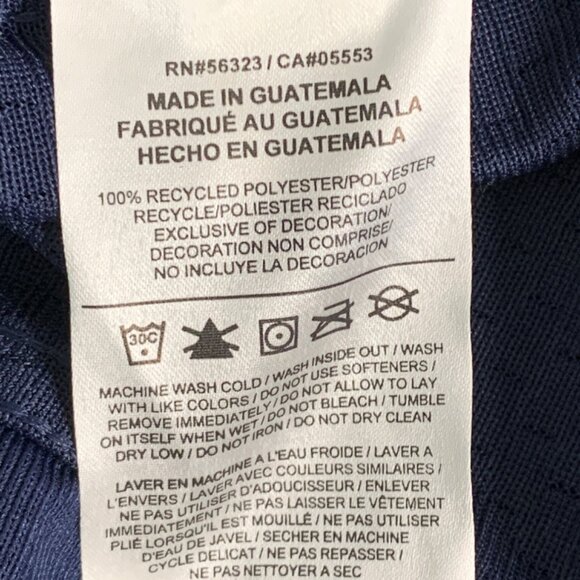 RN#56323 / CA#05553
MADE IN GUATEMALA
FABRIQUÉ AU GUATEMALA
HECHO EN GUATEMALA
100% RECYCLED POLYESTER/POLYESTER
RECYCLE/POLIESTER RECICLADO
EXCLUSIVE OF DECORATION/
DECORATION NON COMPRISE/
NO INCLUYE LA DECORACION
30C
MACHINE WASH COLD / WASH INSIDE OUT / WASH
WITH LIKE COLORS / DO NOT USE SOFTENERS /
REMOVE IMMEDIATELY / DO NOT ALLOW TO LAY
ON ITSELF WHEN WET / DO NOT BLEACH / TUMBLE
DRY LOW / DO NOT IRON / DO NOT DRY CLEAN
LAVER EN MACHINE A L'EAU FROIDE / LAVER A
L'ENVERS / LAVER AVEC COULEURS SIMILAIRES /
NE PAS UTILISER D'ADOUCISSEUR / ENLEVER
IMMEDIATEMENT / NE PAS LAISSER LE VÊTEMENT
PLIÉ LORSQU'IL EST MOUILLÉ / NE PAS UTILISER
D'EAU DE JAVEL / SECHER EN MACHINE
CYCLE DELICAT / NE PAS REPASSER /
NE PAS NETTOYER A SEC